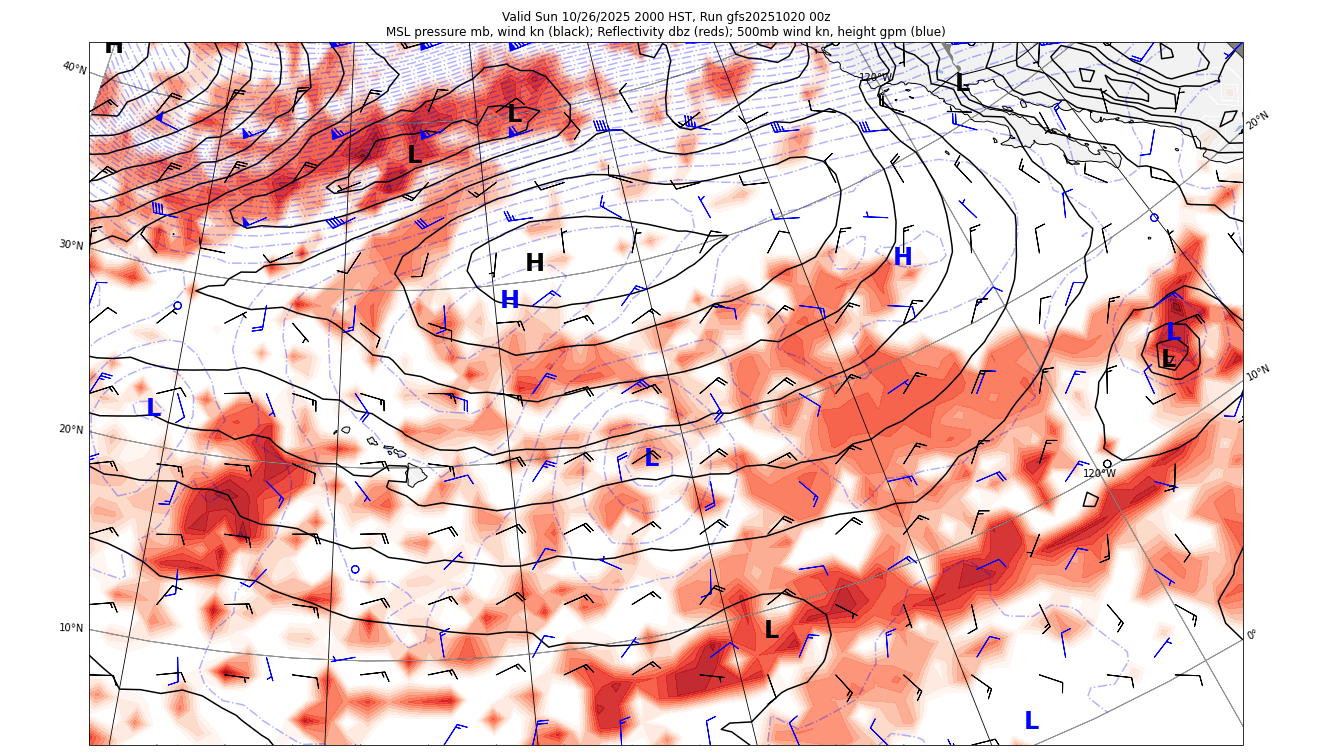 Valid Sun 10/26/2025 2000 HST, Run gfs20251020 00z
MSL pressure mb, wind kn (black); Reflectivity dbz (reds); 500mb wind kn, height gpm (blue)
H
40°N
120°W
L
L
20°N
L
30°N
H
H
H
L
L
10°N
L
20°N
L
120°W
10°N
L
0°
L